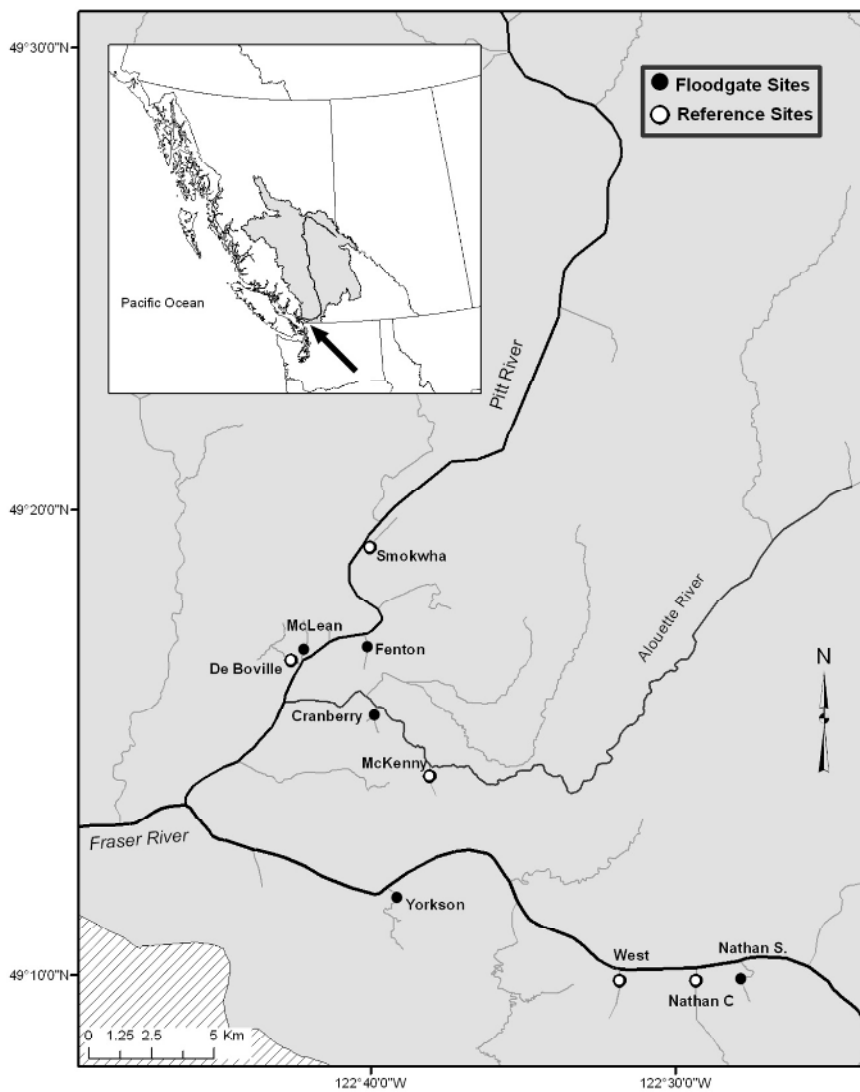 49°30'0"N
Floodgate Sites
Reference Sites
Pacific Ocean
Pitt River
49°20'0"N
Smokwha
Alouette River
McLean
Fenton
De Boville
N
Cranberry
McKenny
Fraser River
Yorkson
West
Nathan S.
49°10'0"N
Nathan C
0 1.25 2.5 5 Km
122°40'0"W
122°30'0"W